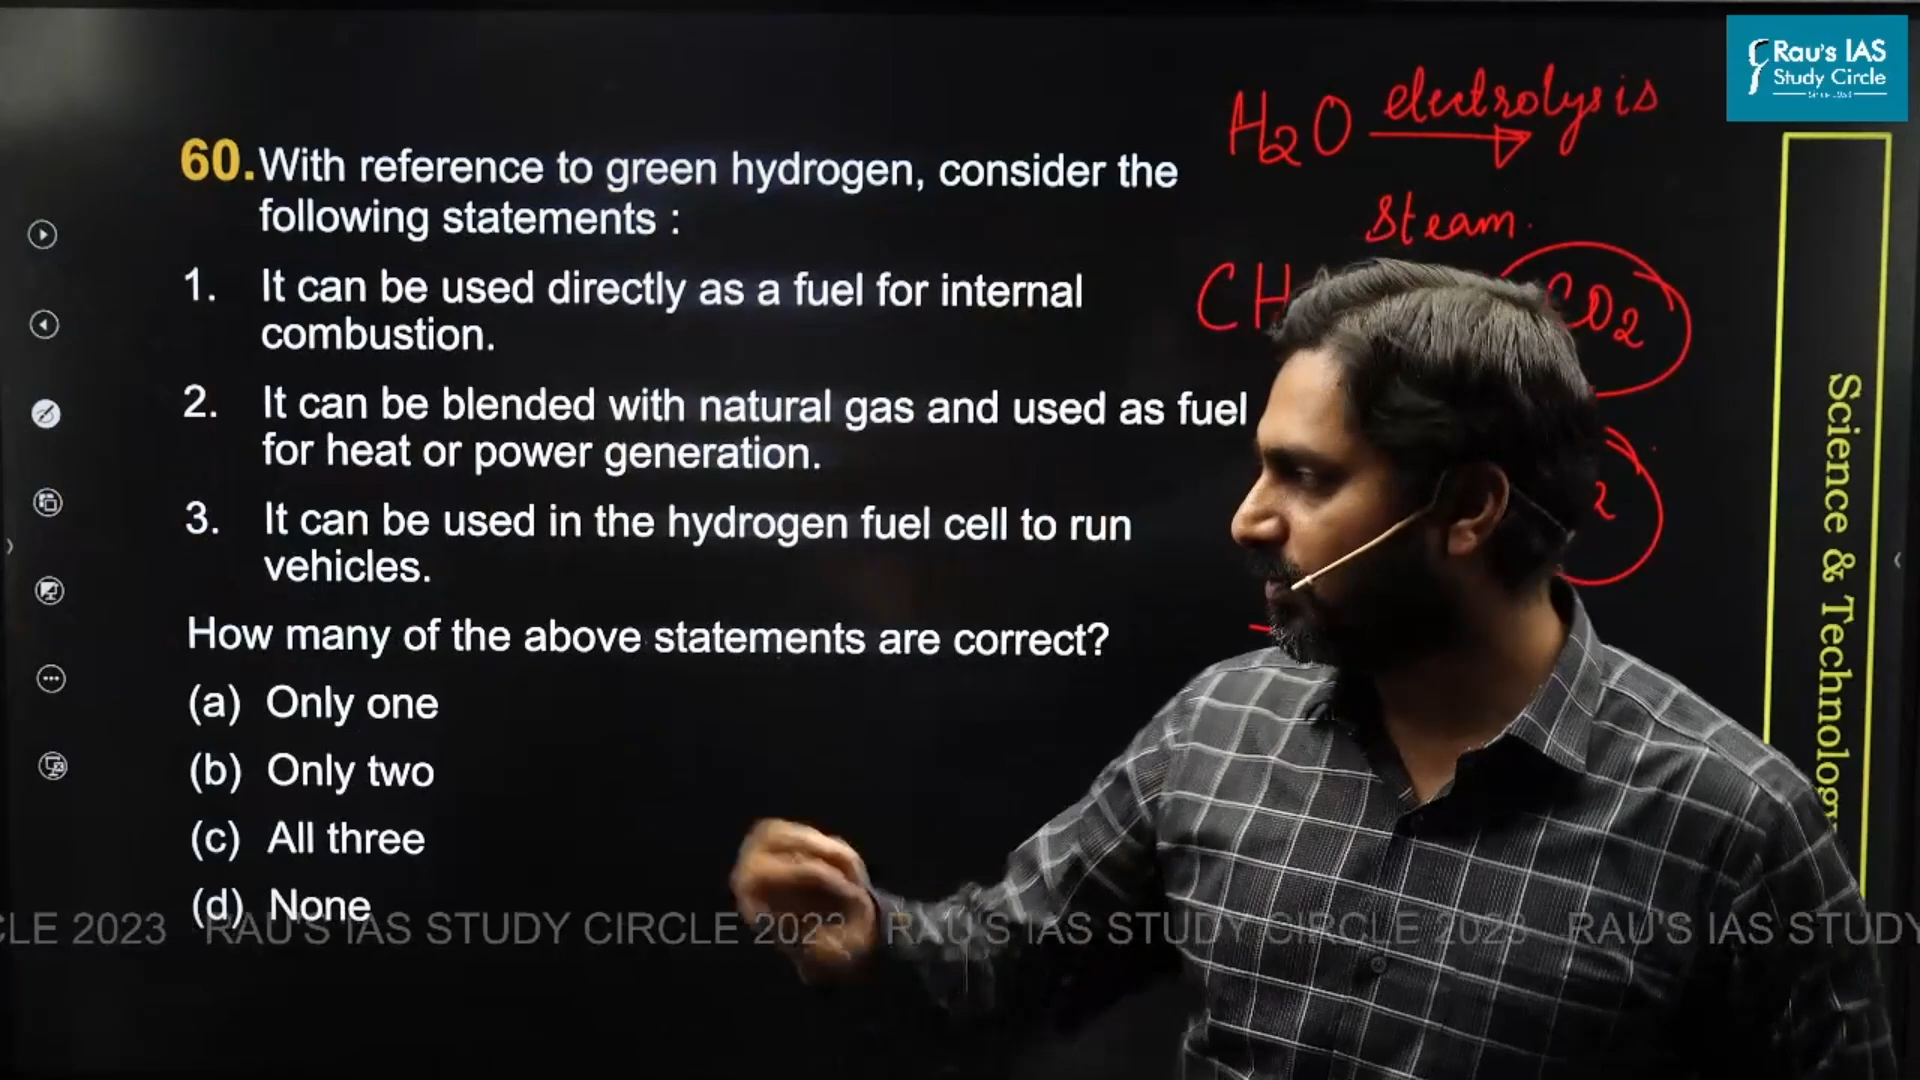 Rau's IAS
Study Circle
H₂O electrolysis
60. With reference to green hydrogen, consider the
following statements :
Steam.
1. It can be used directly as a fuel for internal
combustion.
CH
CO₂
2. It can be blended with natural gas and used as fuel
for heat or power generation.
3. It can be used in the hydrogen fuel cell to run
vehicles.
2
How many of the above statements are correct?
(a) Only one
(b) Only two
(c) All three
(d) None
Science & Technology
CLE 2023 RAU'S IAS STUDY CIRCLE 2023 RAU'S IAS STUDY CIRCLE 2023 RAU'S IAS STUDY